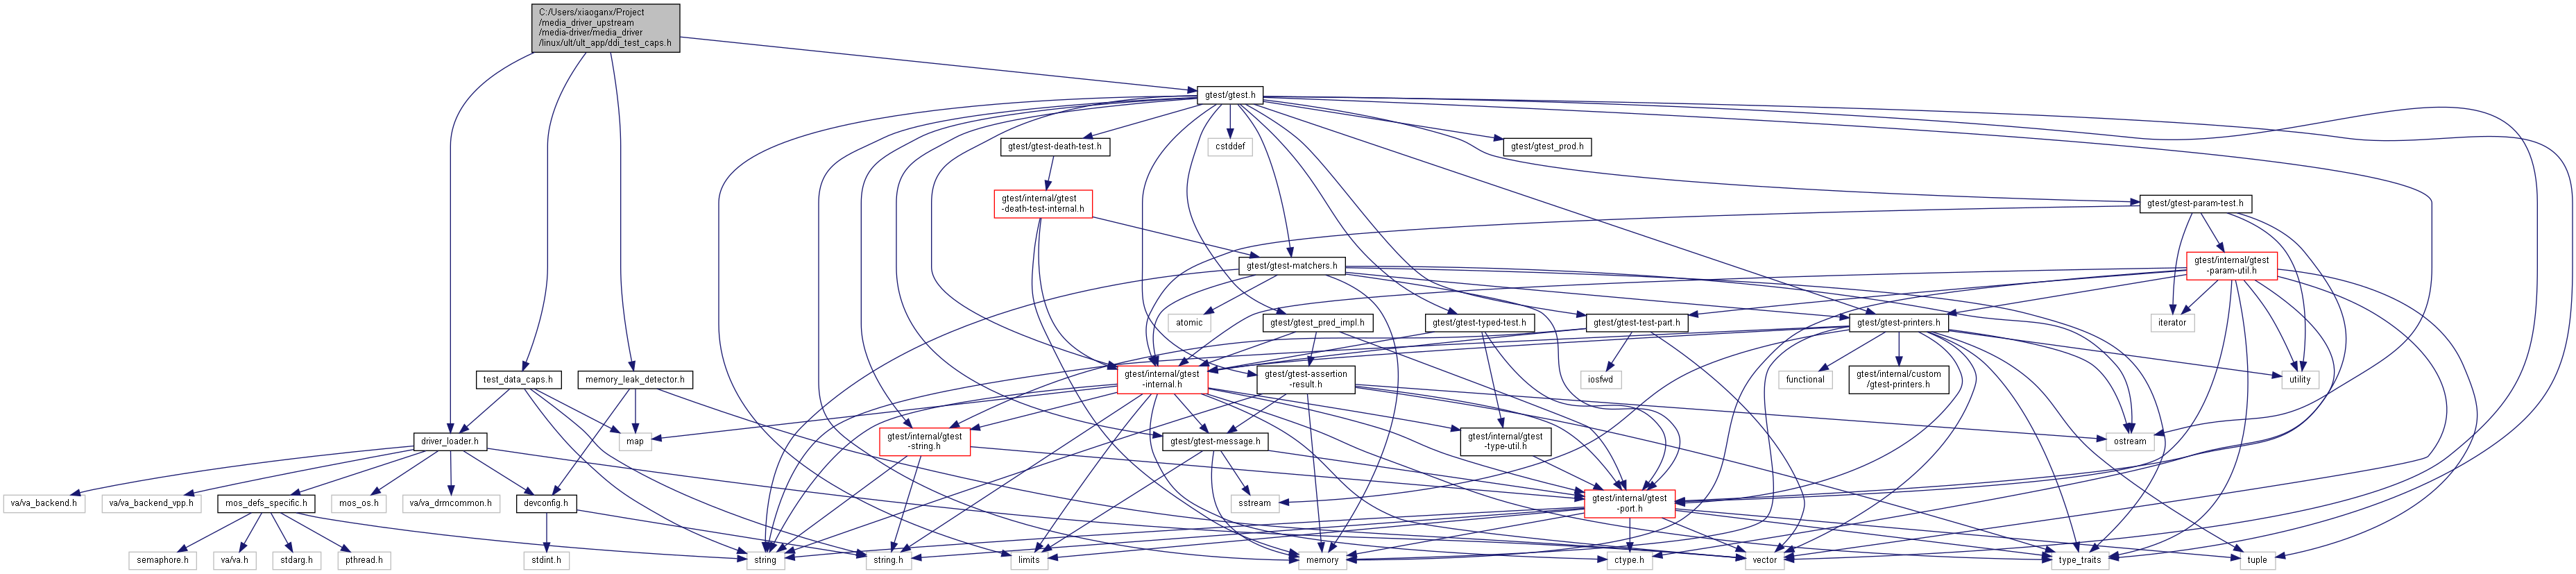 C:/Users/xiaoganx/Project
/media_driver_upstream
/media-driver/media_driver
/linux/ult/ult_app/ddi_test_caps.h
gtest/gtest.h
gtest/gtest-death-test.h
cstddef
gtest/gtest_prod.h
gtest/internal/gtest
-death-test-internal.h
gtest/gtest-param-test.h
gtest/gtest-matchers.h
gtest/internal/gtest
-param-util.h
atomic
gtest/gtest_pred_impl.h
gtest/gtest-typed-test.h
gtest/gtest-test-part.h
gtest/gtest-printers.h
iterator
test_data_caps.h
memory_leak_detector.h
gtest/internal/gtest
-internal.h
gtest/gtest-assertion
-result.h
iosfwd
functional
gtest/internal/custom
/gtest-printers.h
utility
driver_loader.h
map
gtest/internal/gtest
-string.h
gtest/gtest-message.h
gtest/internal/gtest
-type-util.h
ostream
va/va_backend.h
va/va_backend_vpp.h
mos_defs_specific.h
mos_os.h
va/va_drmcommon.h
devconfig.h
sstream
gtest/internal/gtest
-port.h
semaphore.h
va/va.h
stdarg.h
pthread.h
stdint.h
string
string.h
limits
memory
ctype.h
vector
type_traits
tuple